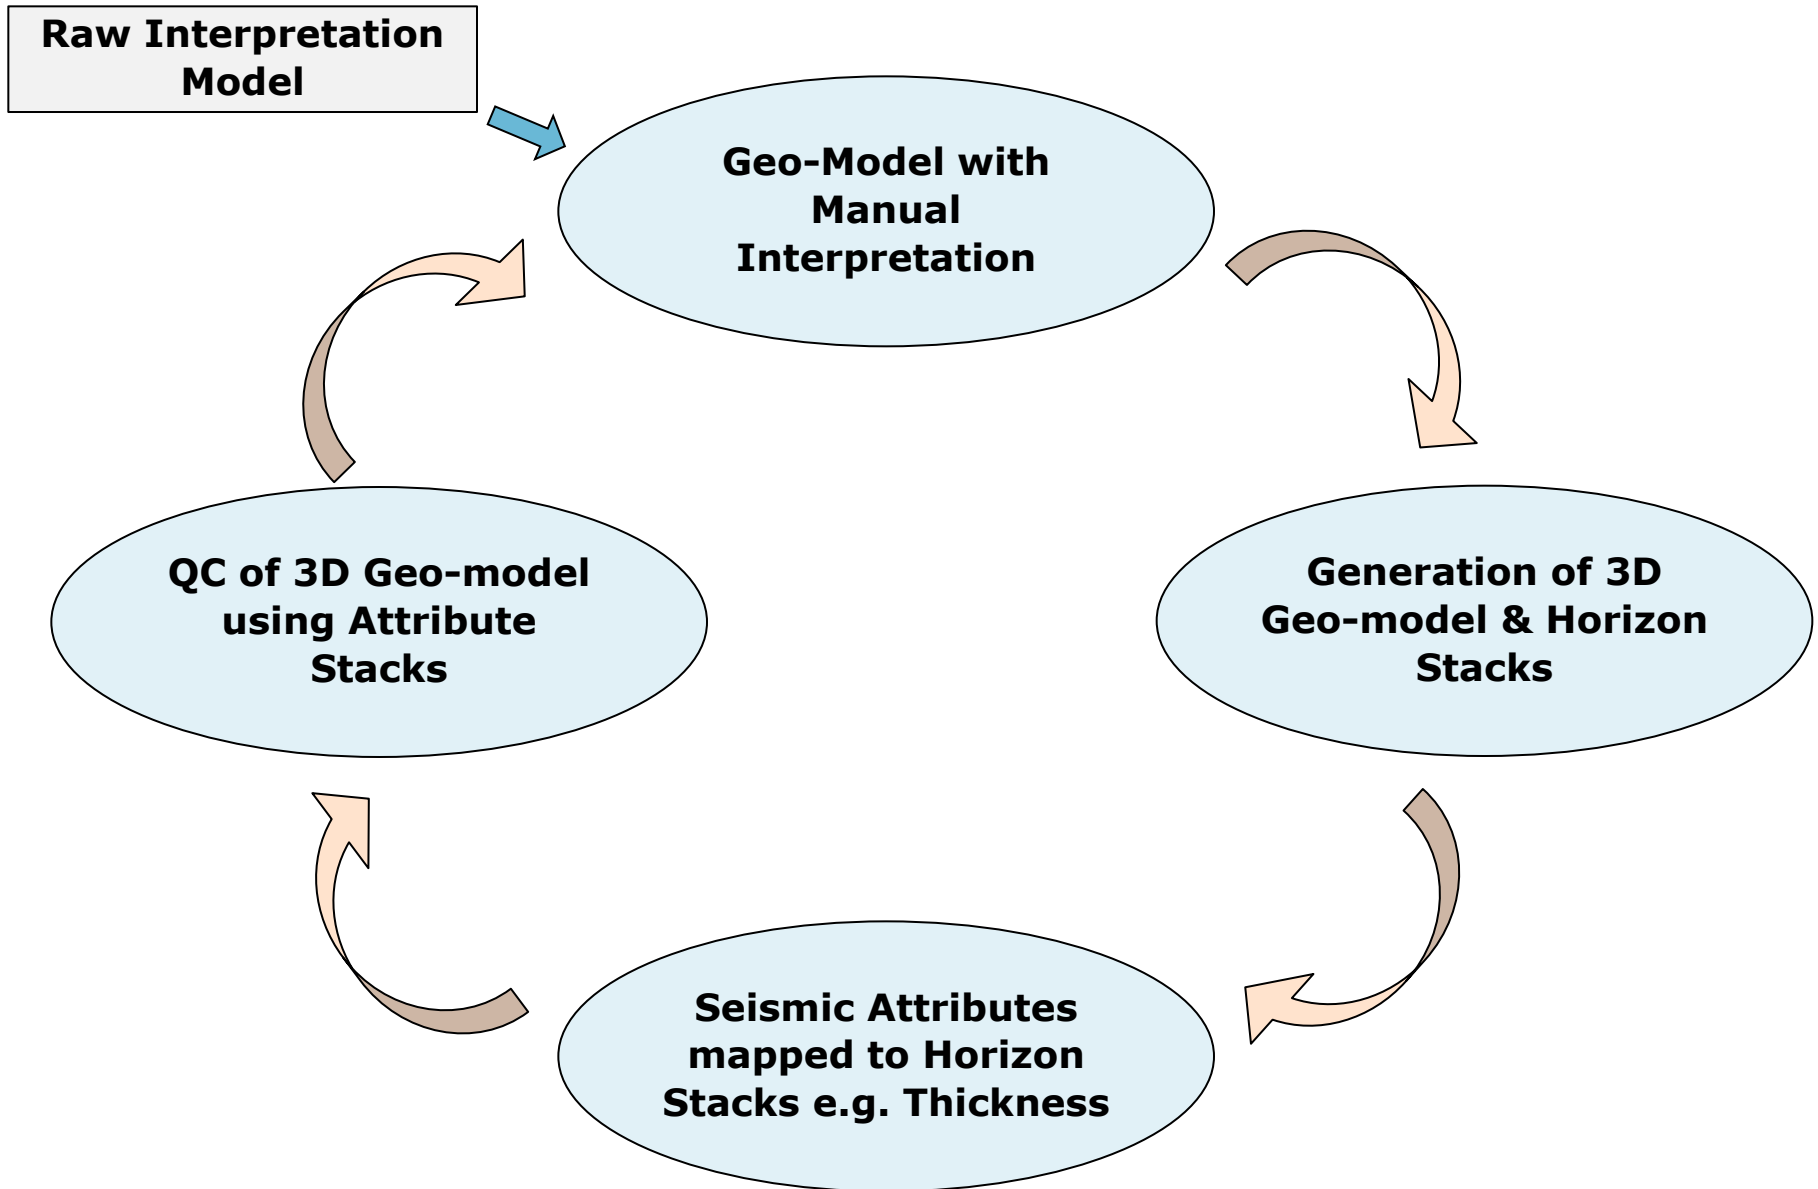 Raw Interpretation
Model
Geo-Model with
Manual
Interpretation
Generation of 3D
Geo-model & Horizon
Stacks
Seismic Attributes
mapped to Horizon
Stacks e.g. Thickness
QC of 3D Geo-model
using Attribute
Stacks